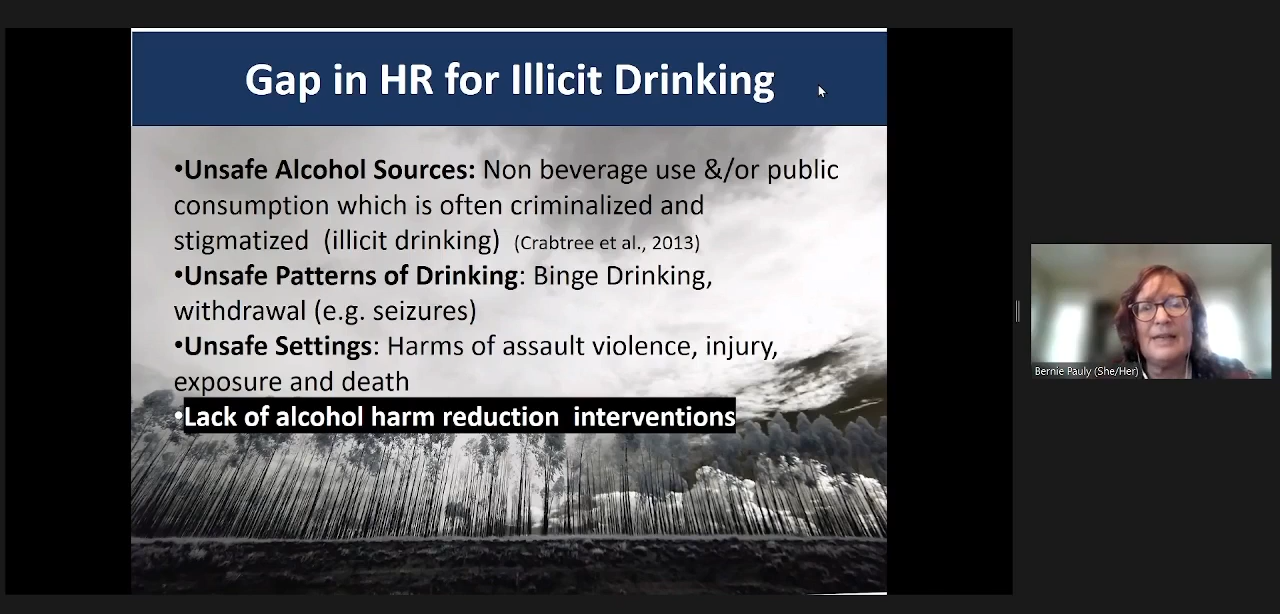 Gap in HR for Illicit Drinking
•Unsafe Alcohol Sources: Non beverage use &/or public
consumption which is often criminalized and
stigmatized  (illicit drinking)  (Crabtree et al., 2013)
•Unsafe Patterns of Drinking: Binge Drinking,
withdrawal (e.g. seizures)
•Unsafe Settings: Harms of assault violence, injury,
exposure and death
•Lack of alcohol harm reduction  interventions
Bernie Pauly (She/Her)